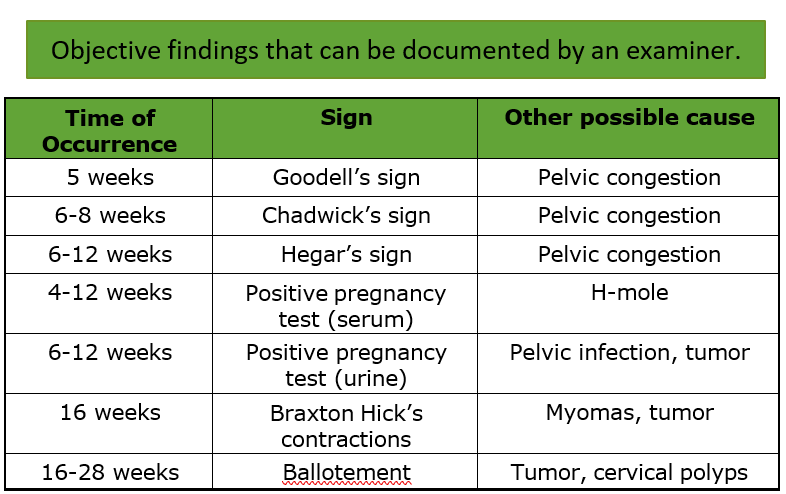 Objective findings that can be documented by an examiner.
Time of Occurrence Sign Other possible cause
5 weeks Goodell’s sign Pelvic congestion
6-8 weeks Chadwick’s sign Pelvic congestion
6-12 weeks Hegar’s sign Pelvic congestion
4-12 weeks Positive pregnancy test (serum) H-mole
6-12 weeks Positive pregnancy test (urine) Pelvic infection, tumor
16 weeks Braxton Hick’s contractions Myomas, tumor
16-28 weeks Ballotement Tumor, cervical polyps